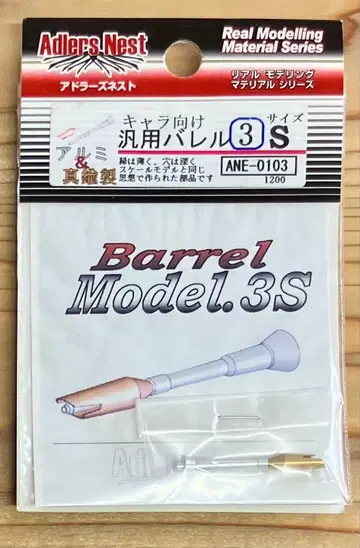 Adlers Nest
アドラーズネスト
Real Modelling
Material Series
リアル モデリング
マテリアル シリーズ
キャラ向け
汎用バレル 3 S サイズ
アルミ
&
真鍮製
縁は薄く、穴は深く
スケールモデルと同じ
思想で作られた部品です
ANE-0103
1200
Barrel
Model.3S